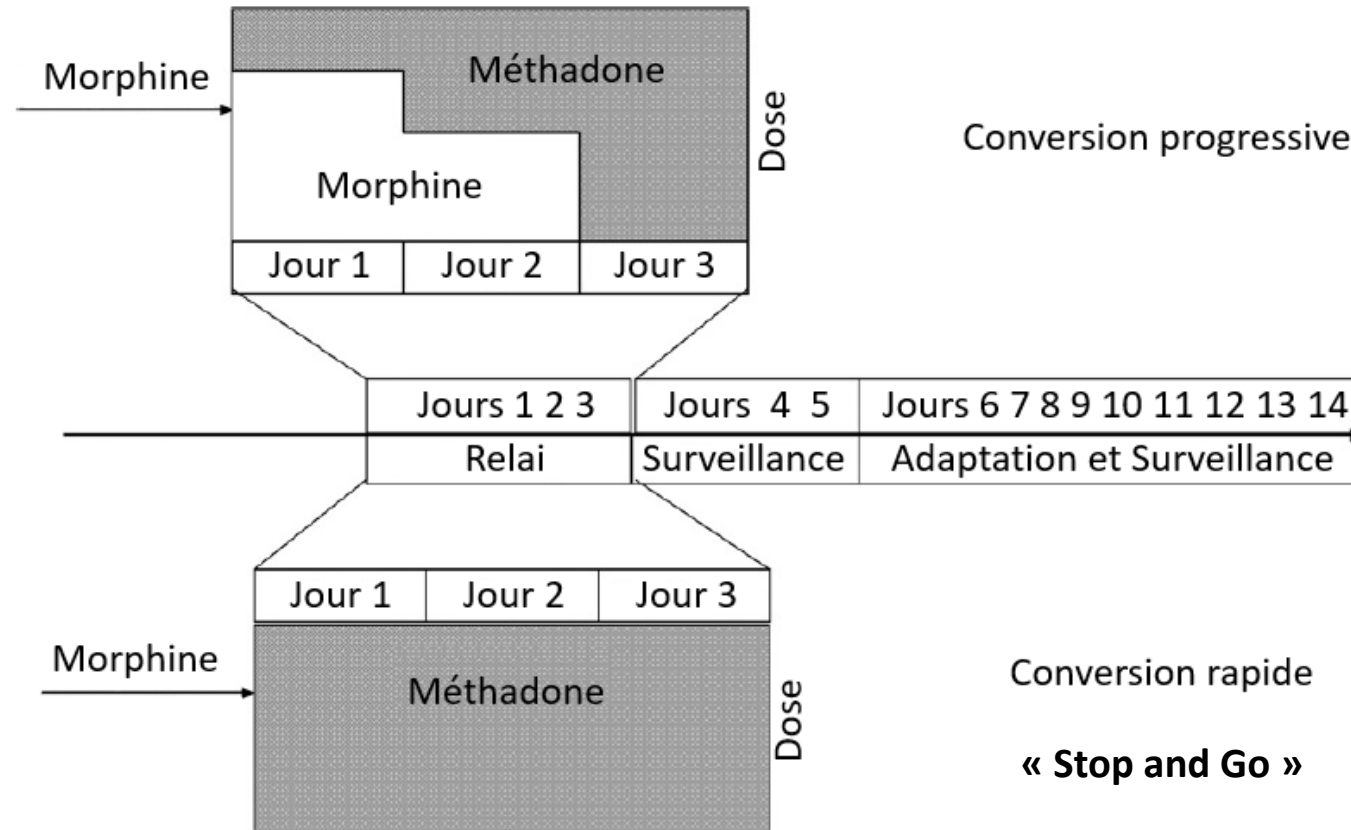 Méthadone
Morphine
Dose
Conversion progressive
Morphine
Jour 1 Jour 2 Jour 3
Jours 1 2 3 Jours 4 5 Jours 6 7 8 9 10 11 12 13 14
Relai Surveillance Adaptation et Surveillance
Jour 1 Jour 2 Jour 3
Morphine
Méthadone
Dose
Conversion rapide
« Stop and Go »